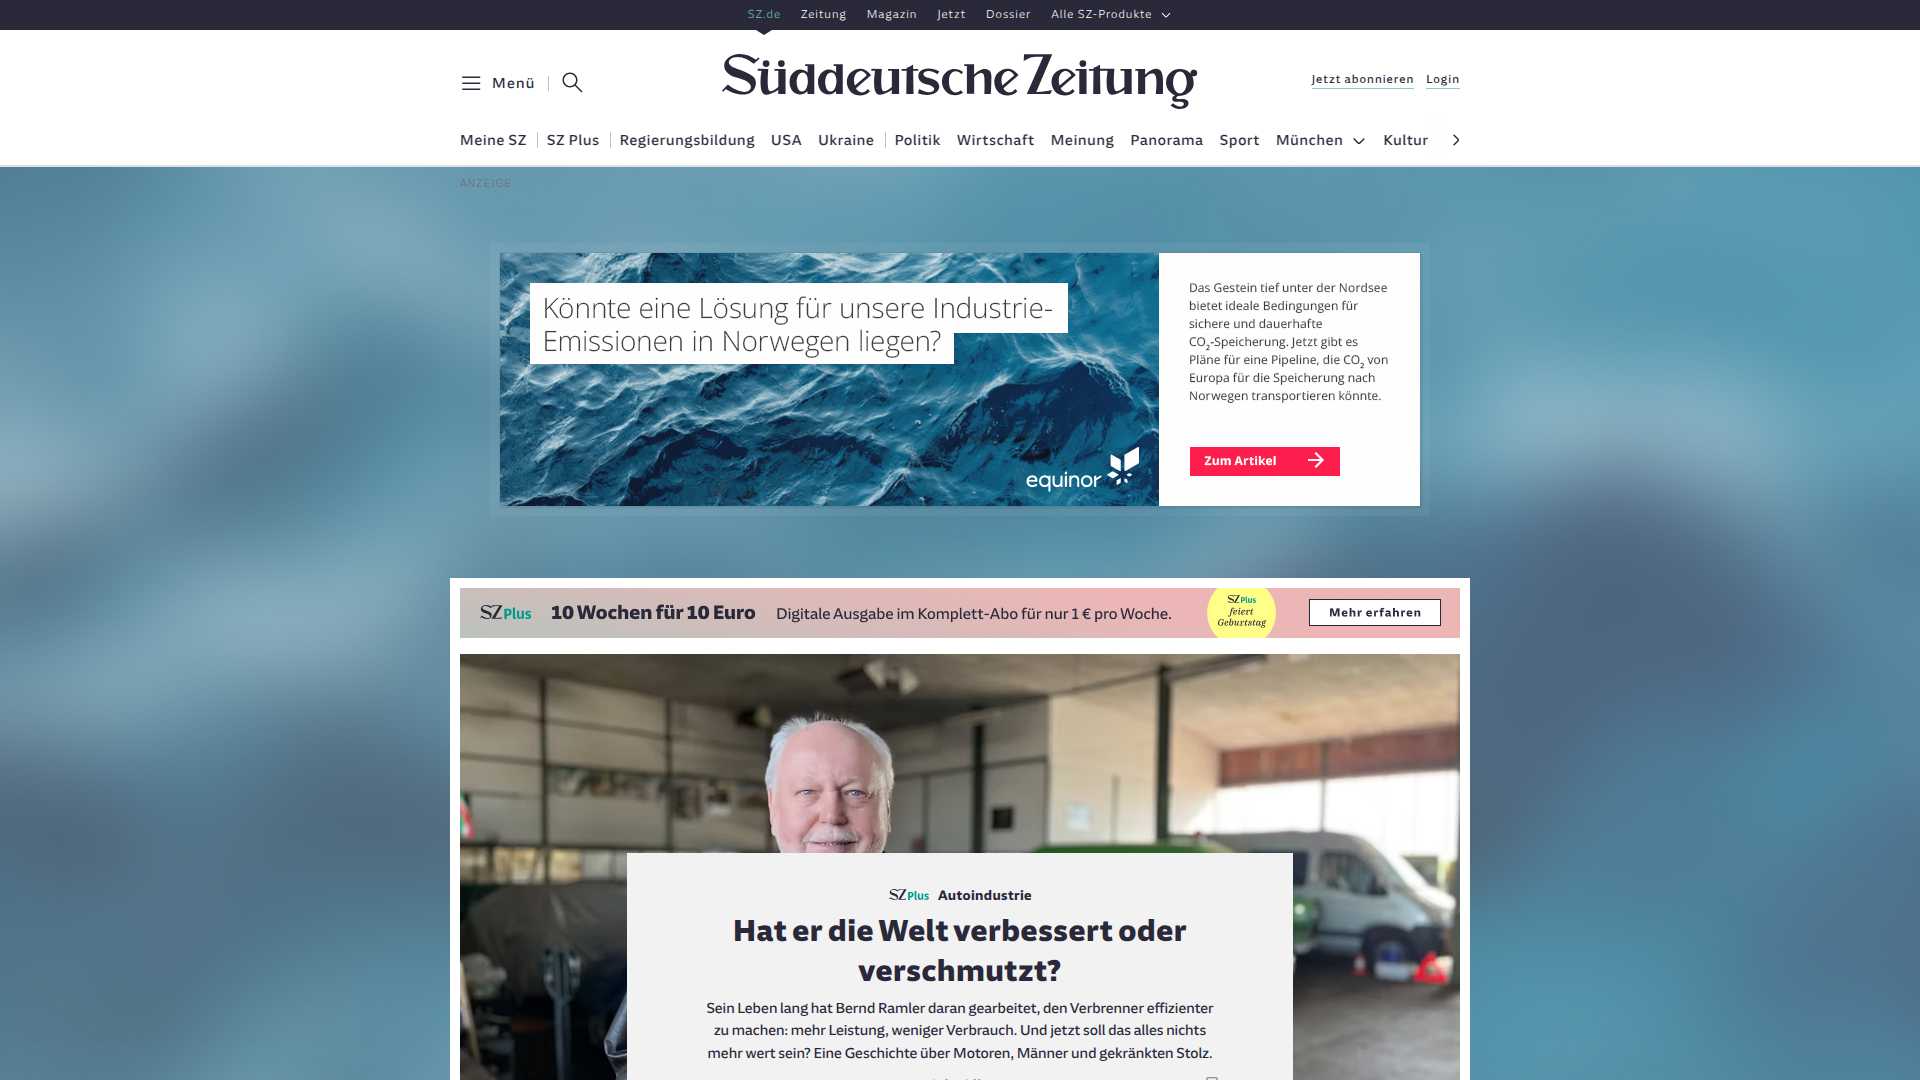 SZ.de Zeitung Magazin Jetzt Dossier Alle SZ-Produkte
Menü
Süddeutsche Zeitung
Jetzt abonnieren Login
Meine SZ SZ Plus Regierungsbildung USA Ukraine Politik Wirtschaft Meinung Panorama Sport München Kultur
ANZEIGE
Könnte eine Lösung für unsere Industrie-
Emissionen in Norwegen liegen?
equinor
Das Gestein tief unter der Nordsee
bietet ideale Bedingungen für
sichere und dauerhafte
CO₂-Speicherung. Jetzt gibt es
Pläne für eine Pipeline, die CO₂ von
Europa für die Speicherung nach
Norwegen transportieren könnte.
Zum Artikel
SZ Plus 10 Wochen für 10 Euro Digitale Ausgabe im Komplett-Abo für nur 1 € pro Woche.
SZ Plus
feiert
Geburtstag
Mehr erfahren
SZ Plus Autoindustrie
Hat er die Welt verbessert oder
verschmutzt?
Sein Leben lang hat Bernd Ramler daran gearbeitet, den Verbrenner effizienter
zu machen: mehr Leistung, weniger Verbrauch. Und jetzt soll das alles nichts
mehr wert sein? Eine Geschichte über Motoren, Männer und gekränkten Stolz.